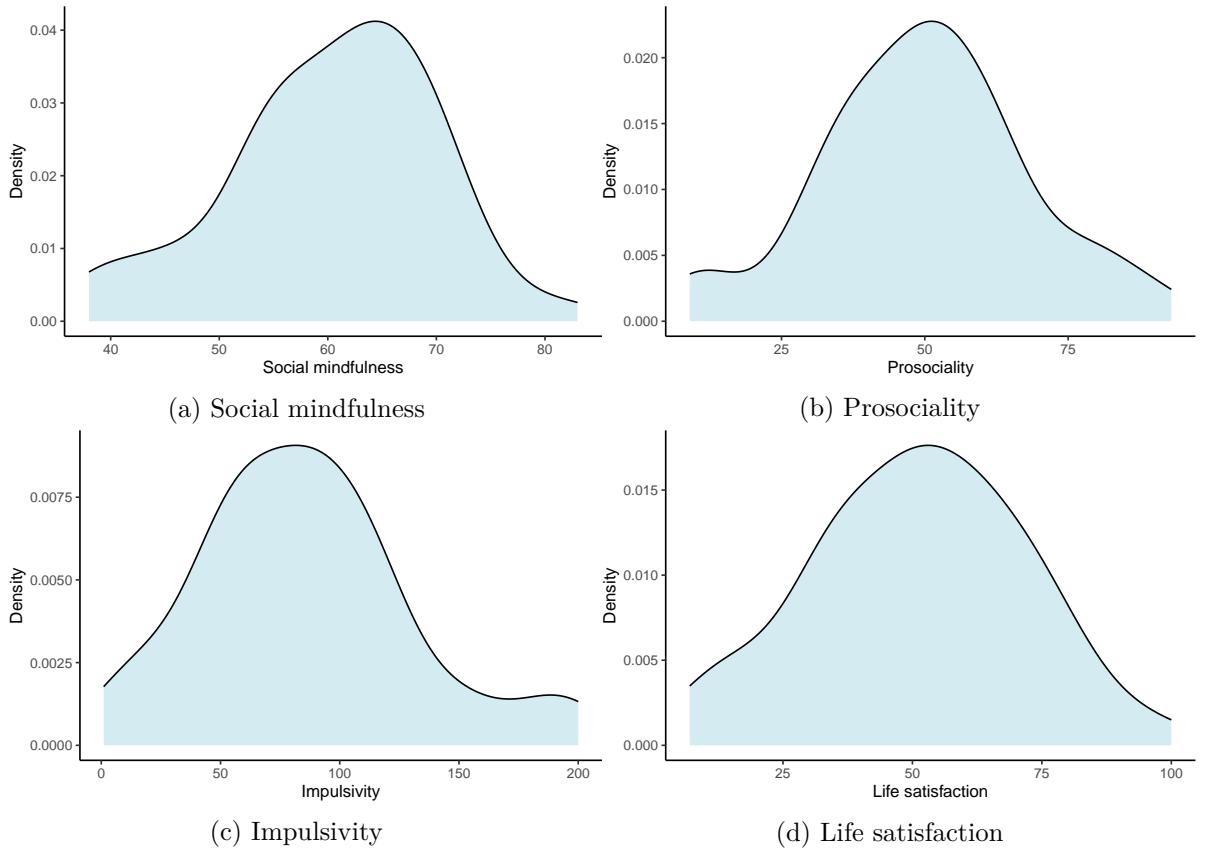 0.04
0.03
0.02
0.01
0.00
Density
40 50 60 70 80
Social mindfulness
(a) Social mindfulness
0.020
0.015
0.010
0.005
0.000
Density
25 50 75
Prosociality
(b) Prosociality
0.0075
0.0050
0.0025
0.0000
Density
0 50 100 150 200
Impulsivity
(c) Impulsivity
0.015
0.010
0.005
0.000
Density
25 50 75 100
Life satisfaction
(d) Life satisfaction